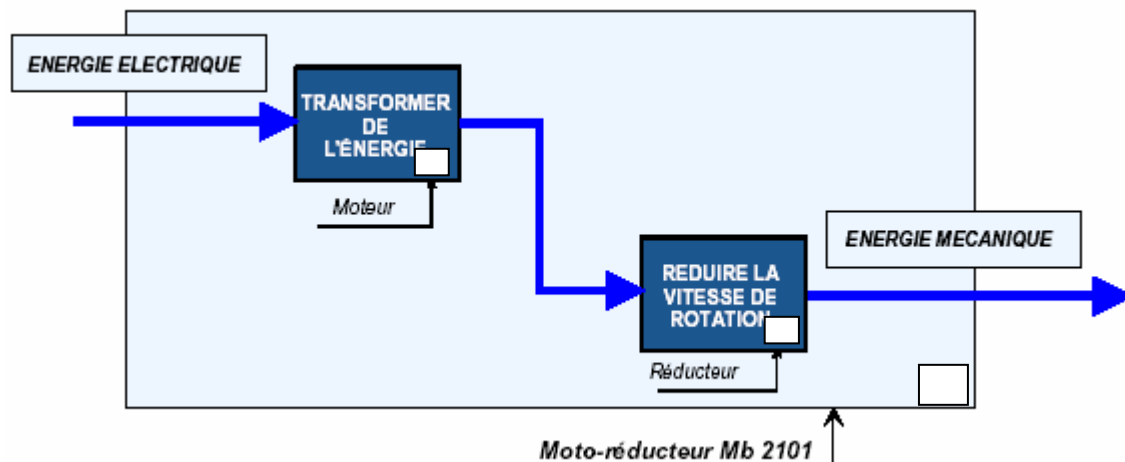 ENERGIE ELECTRIQUE
TRANSFORMER
DE
L'ÉNERGIE
Moteur
ENERGIE MECANIQUE
REDUIRE LA
VITESSE DE
ROTATION
Réducteur
Moto-réducteur Mb 2101